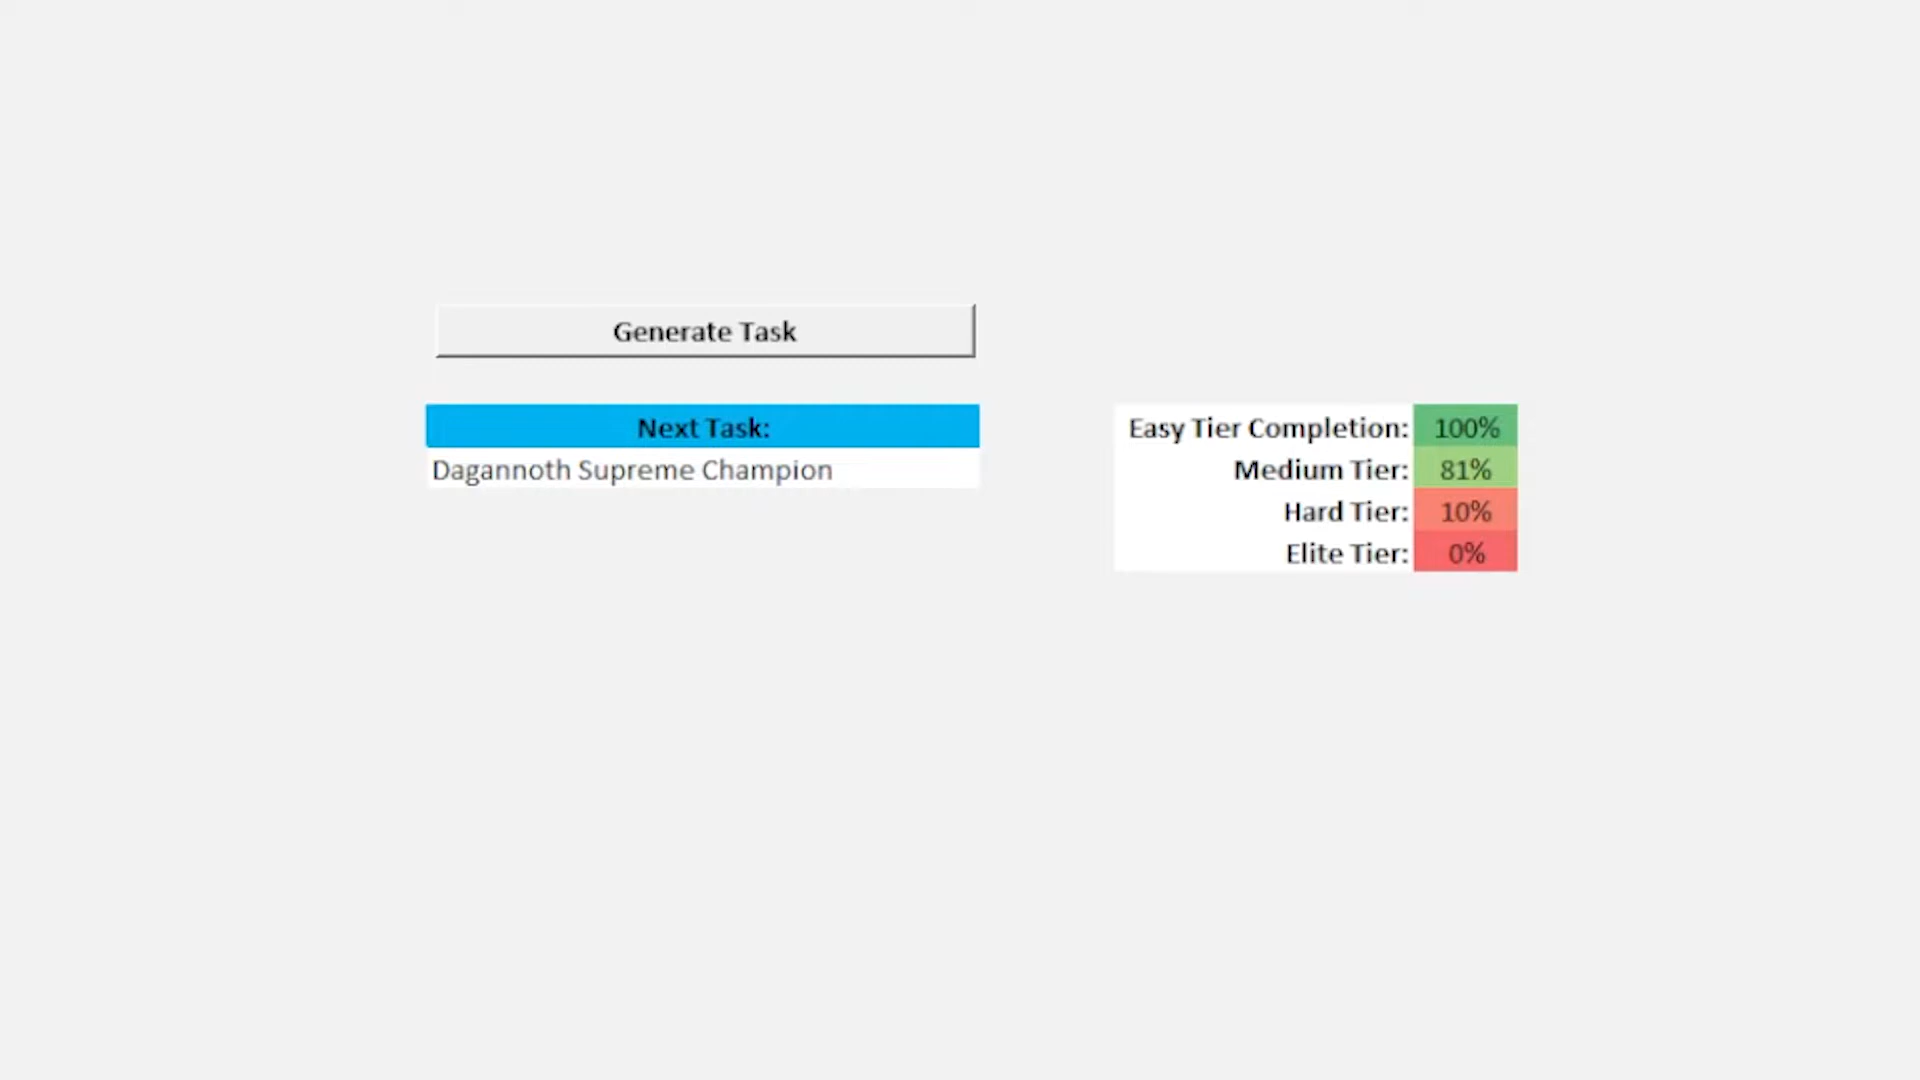 Generate Task
Next Task:
Dagannoth Supreme Champion
Easy Tier Completion: 100%
Medium Tier: 81%
Hard Tier: 10%
Elite Tier: 0%